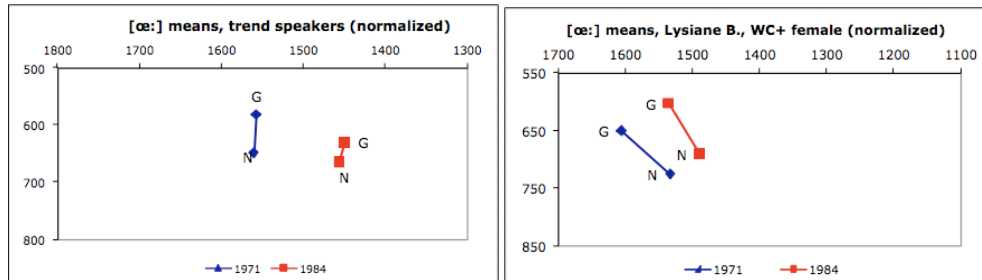 [œ:] means, trend speakers (normalized)
1800 1700 1600 1500 1400 1300
500
600
700
800
G
N
G
N
1971 1984
[œ:] means, Lysiane B., WC+ female (normalized)
1700 1600 1500 1400 1300 1200 1100
550
650
750
850
G
G
N
N
1971 1984